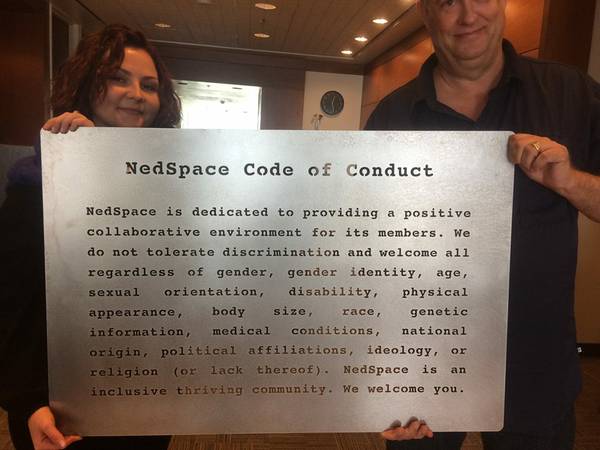 NedSpace Code of Conduct
NedSpace is dedicated to providing a positive
collaborative environment for its members. We
do not tolerate discrimination and welcome all
regardless of gender, gender identity, age,
sexual orientation, disability, physical
appearance, body size, race, genetic
information, medical conditions, national
origin, political affiliations, ideology, or
religion (or lack thereof). NedSpace is an
inclusive thriving community. We welcome you.